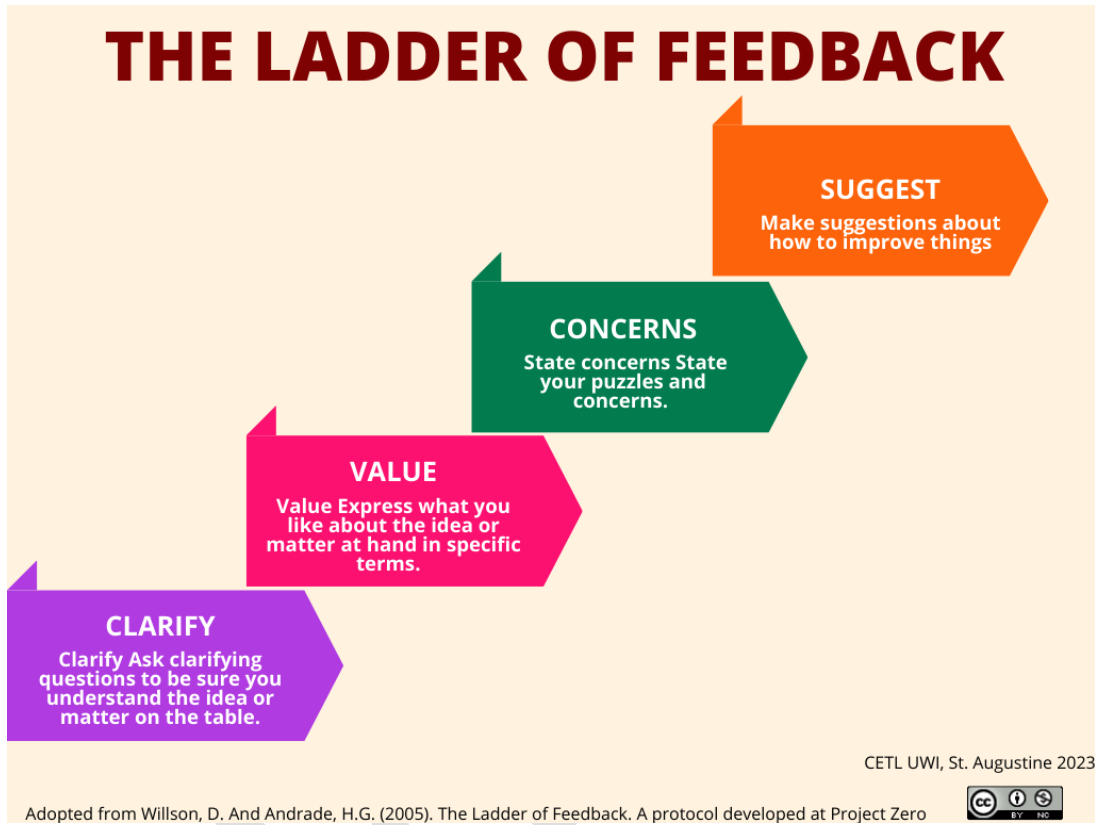 THE LADDER OF FEEDBACK
SUGGEST
Make suggestions about
how to improve things
CONCERNS
State concerns State
your puzzles and
concerns.
VALUE
Value Express what you
like about the idea or
matter at hand in specific
terms.
CLARIFY
Clarify Ask clarifying
questions to be sure you
understand the idea or
matter on the table.
CETL UWI, St. Augustine 2023
Adopted from Willson, D. And Andrade, H.G. (2005). The Ladder of Feedback. A protocol developed at Project Zero
cc
BY NC